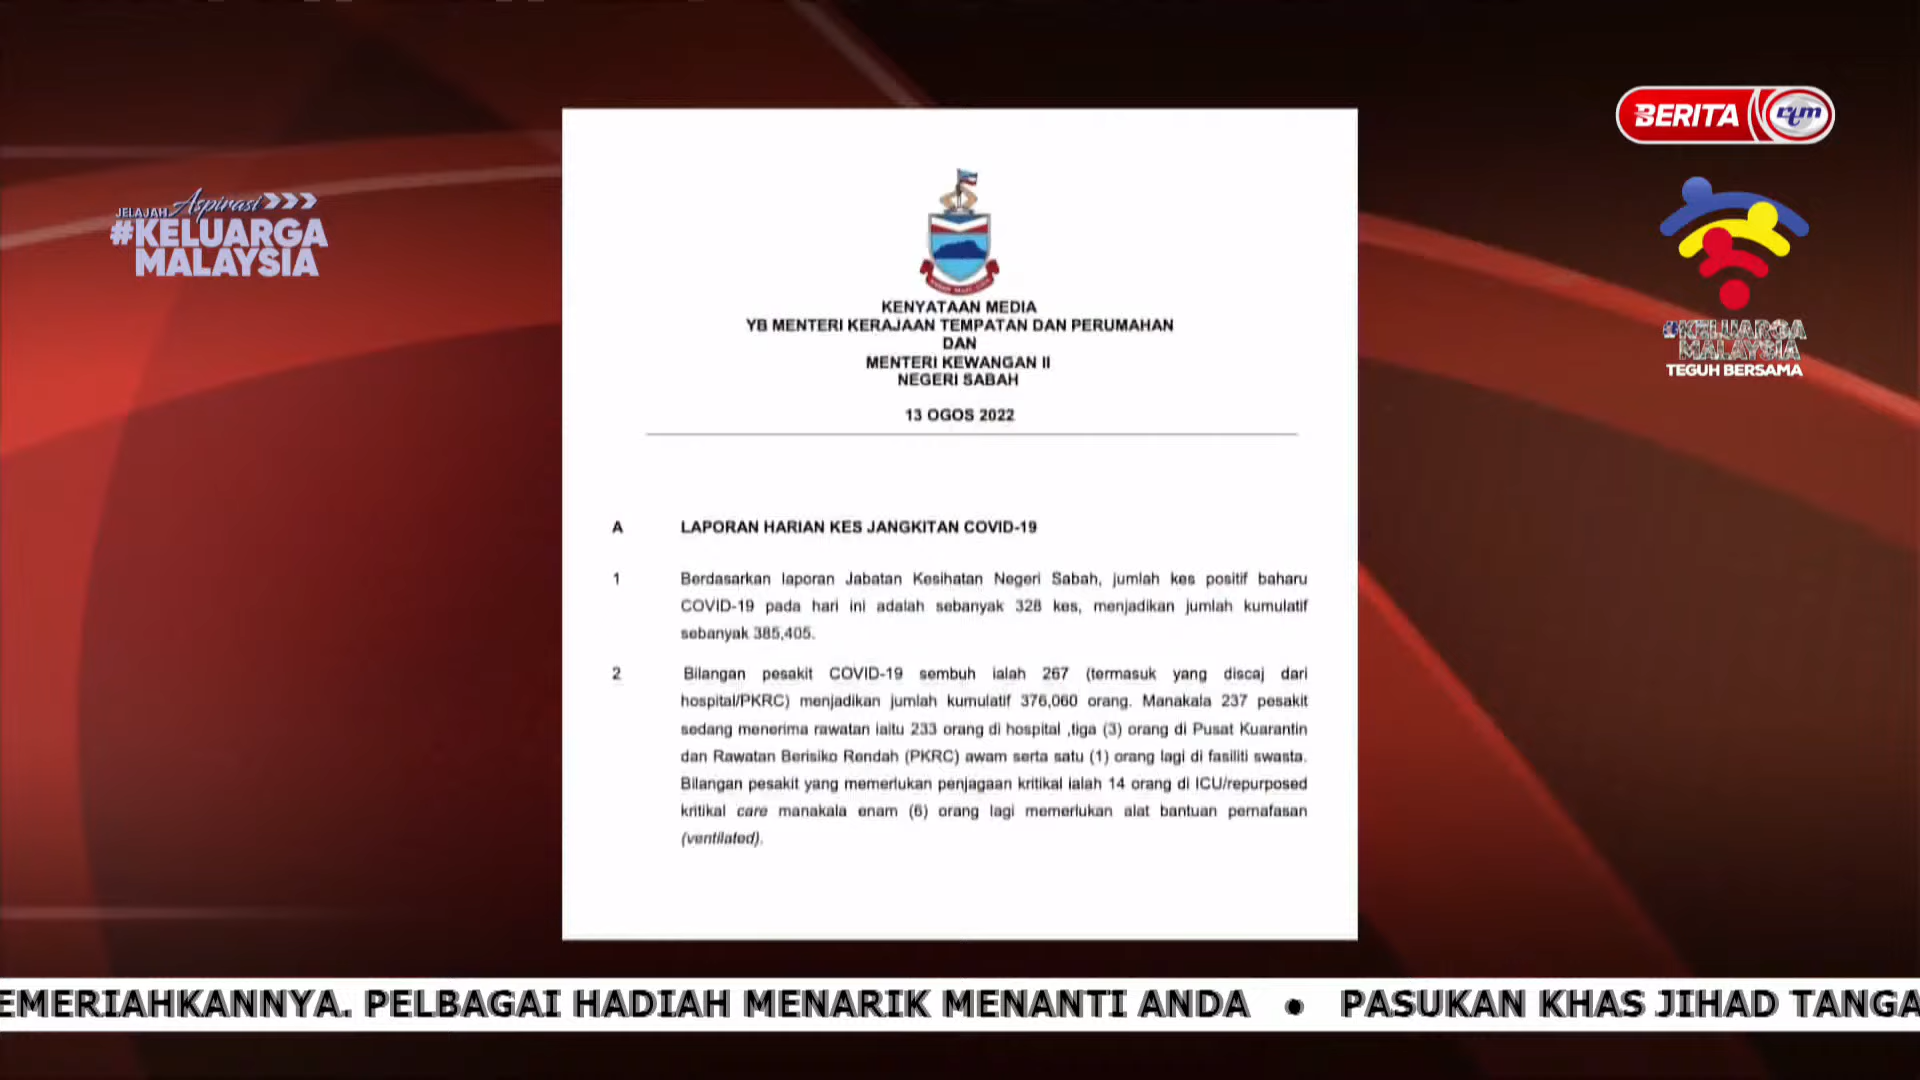 BERITA rtm
JELAJAH Aspirasi
#KELUARGA
MALAYSIA
#KELUARGA
MALAYSIA
TEGUH BERSAMA
KENYATAAN MEDIA
YB MENTERI KERAJAAN TEMPATAN DAN PERUMAHAN
DAN
MENTERI KEWANGAN II
NEGERI SABAH
13 OGOS 2022
A LAPORAN HARIAN KES JANGKITAN COVID-19
1 Berdasarkan laporan Jabatan Kesihatan Negeri Sabah, jumlah kes positif baharu
COVID-19 pada hari ini adalah sebanyak 328 kes, menjadikan jumlah kumulatif
sebanyak 385,405.
2 Bilangan pesakit COVID-19 sembuh ialah 267 (termasuk yang discaj dari
hospital/PKRC) menjadikan jumlah kumulatif 376,060 orang. Manakala 237 pesakit
sedang menerima rawatan iaitu 233 orang di hospital ,tiga (3) orang di Pusat Kuarantin
dan Rawatan Berisiko Rendah (PKRC) awam serta satu (1) orang lagi di fasiliti swasta.
Bilangan pesakit yang memerlukan penjagaan kritikal ialah 14 orang di ICU/repurposed
kritikal care manakala enam (6) orang lagi memerlukan alat bantuan pernafasan
(ventilated).
EMERIAHKANNYA. PELBAGAI HADIAH MENARIK MENANTI ANDA • PASUKAN KHAS JIHAD TANGA